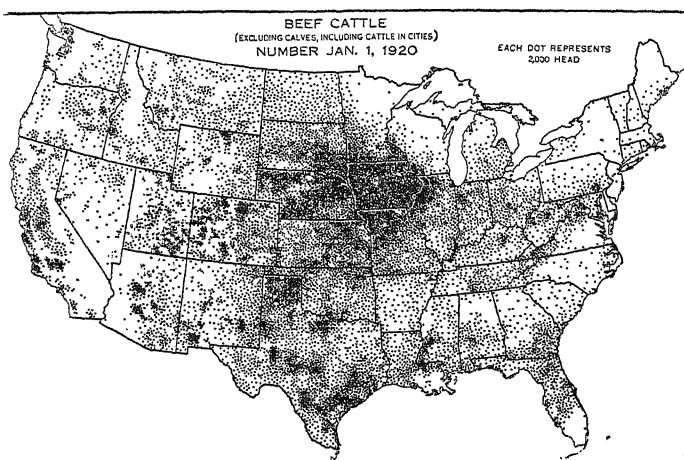 BEEF CATTLE
(EXCLUDING CALVES, INCLUDING CATTLE IN CITIES)
NUMBER JAN. 1, 1920
EACH DOT REPRESENTS
2,000 HEAD